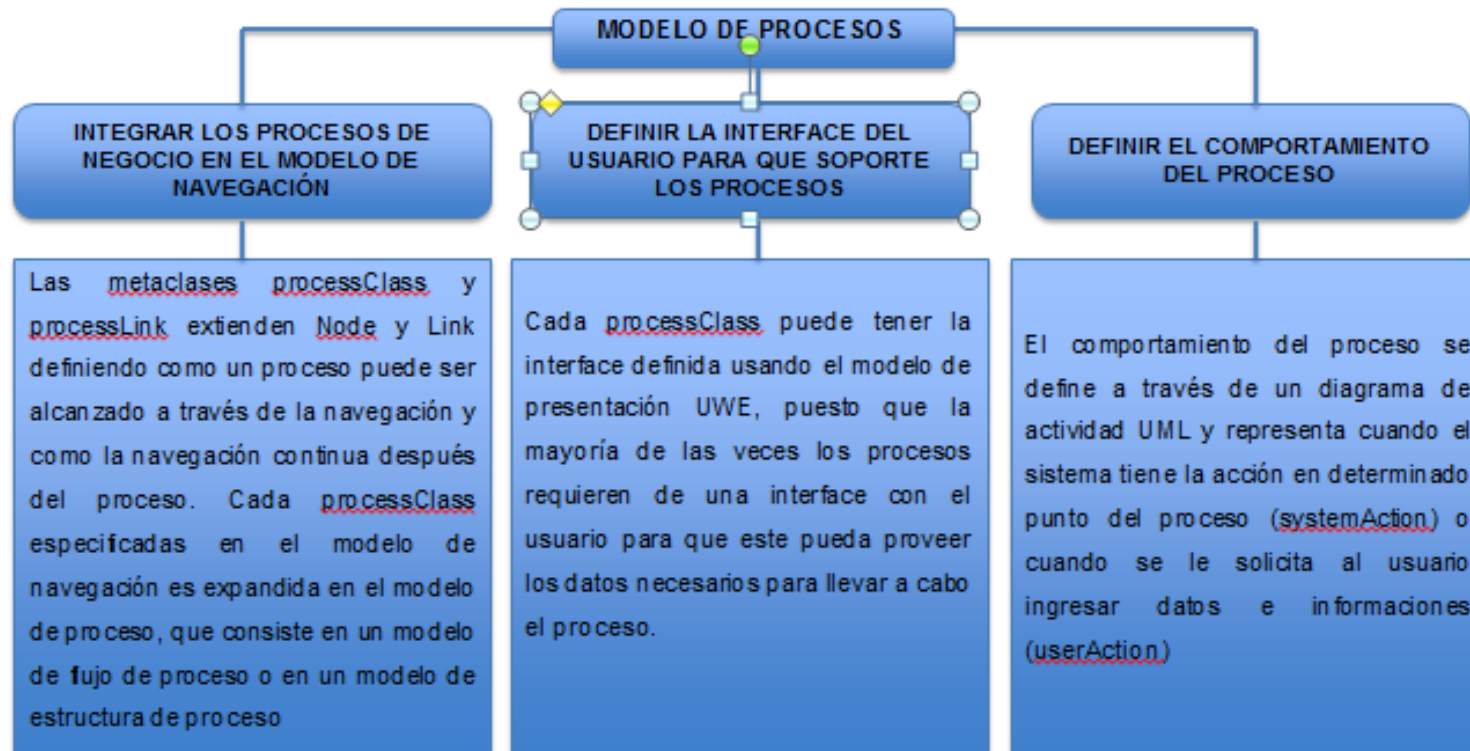 MODELO DE PROCESOS
INTEGRAR LOS PROCESOS DE
NEGOCIO EN EL MODELO DE
NAVEGACIÓN
Las metaclases processClass y
processLink extienden Node y Link
definiendo como un proceso puede ser
alcanzado a través de la navegación y
como la navegación continua después
del proceso. Cada processClass
especificadas en el modelo de
navegación es expandida en el modelo
de proceso, que consiste en un modelo
de flujo de proceso o en un modelo de
estructura de proceso
DEFINIR LA INTERFACE DEL
USUARIO PARA QUE SOPORTE
LOS PROCESOS
Cada processClass puede tener la
interface definida usando el modelo de
presentación UWE, puesto que la
mayoría de las veces los procesos
requieren de una interface con el
usuario para que este pueda proveer
los datos necesarios para llevar a cabo
el proceso.
DEFINIR EL COMPORTAMIENTO
DEL PROCESO
El comportamiento del proceso se
define a través de un diagrama de
actividad UML y representa cuando el
sistema tiene la acción en determinado
punto del proceso (systemAction) o
cuando se le solicita al usuario
ingresar datos e informaciones
(userAction)